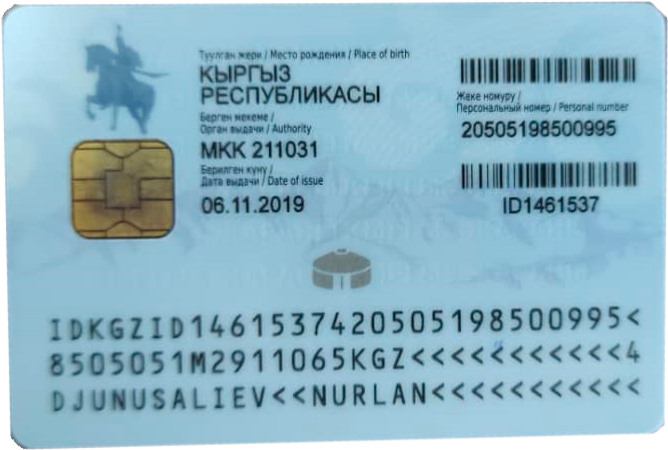 Туулган жери / Место рождения / Place of birth
КЫРГЫЗ
РЕСПУБЛИКАСЫ
Берген мекеме /
Орган выдачи / Authority
МКК 211031
Берилген күнү /
Дата выдачи / Date of issue
06.11.2019
Жеке номуру /
Персональный номер / Personal number
20505198500995
ID1461537
IDKGZID1461537420505198500995<
8505051M2911065KGZ<<<<<<<<<<<4
DJUNUSALIEV<<NURLAN<<<<<<<<<<<